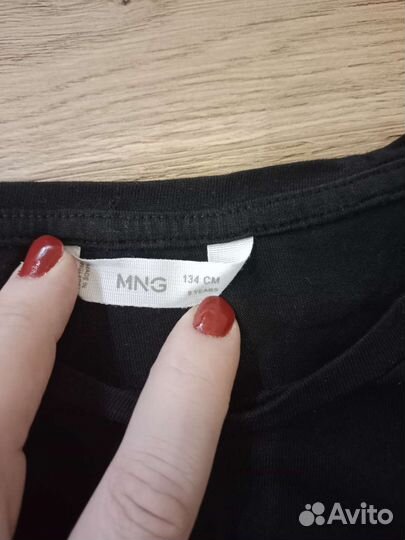 MNG
134 CM
9 YEARS
Avito